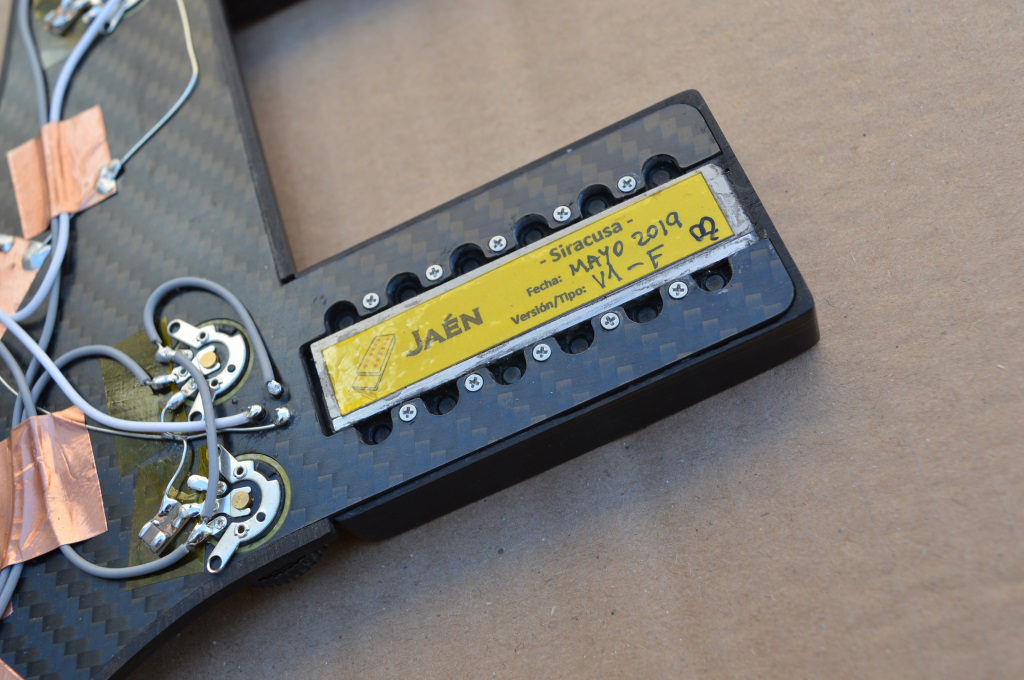 - Siracusa -
JAÉN
Fecha: MAYO 2019
Versión/Tipo: V1 - F